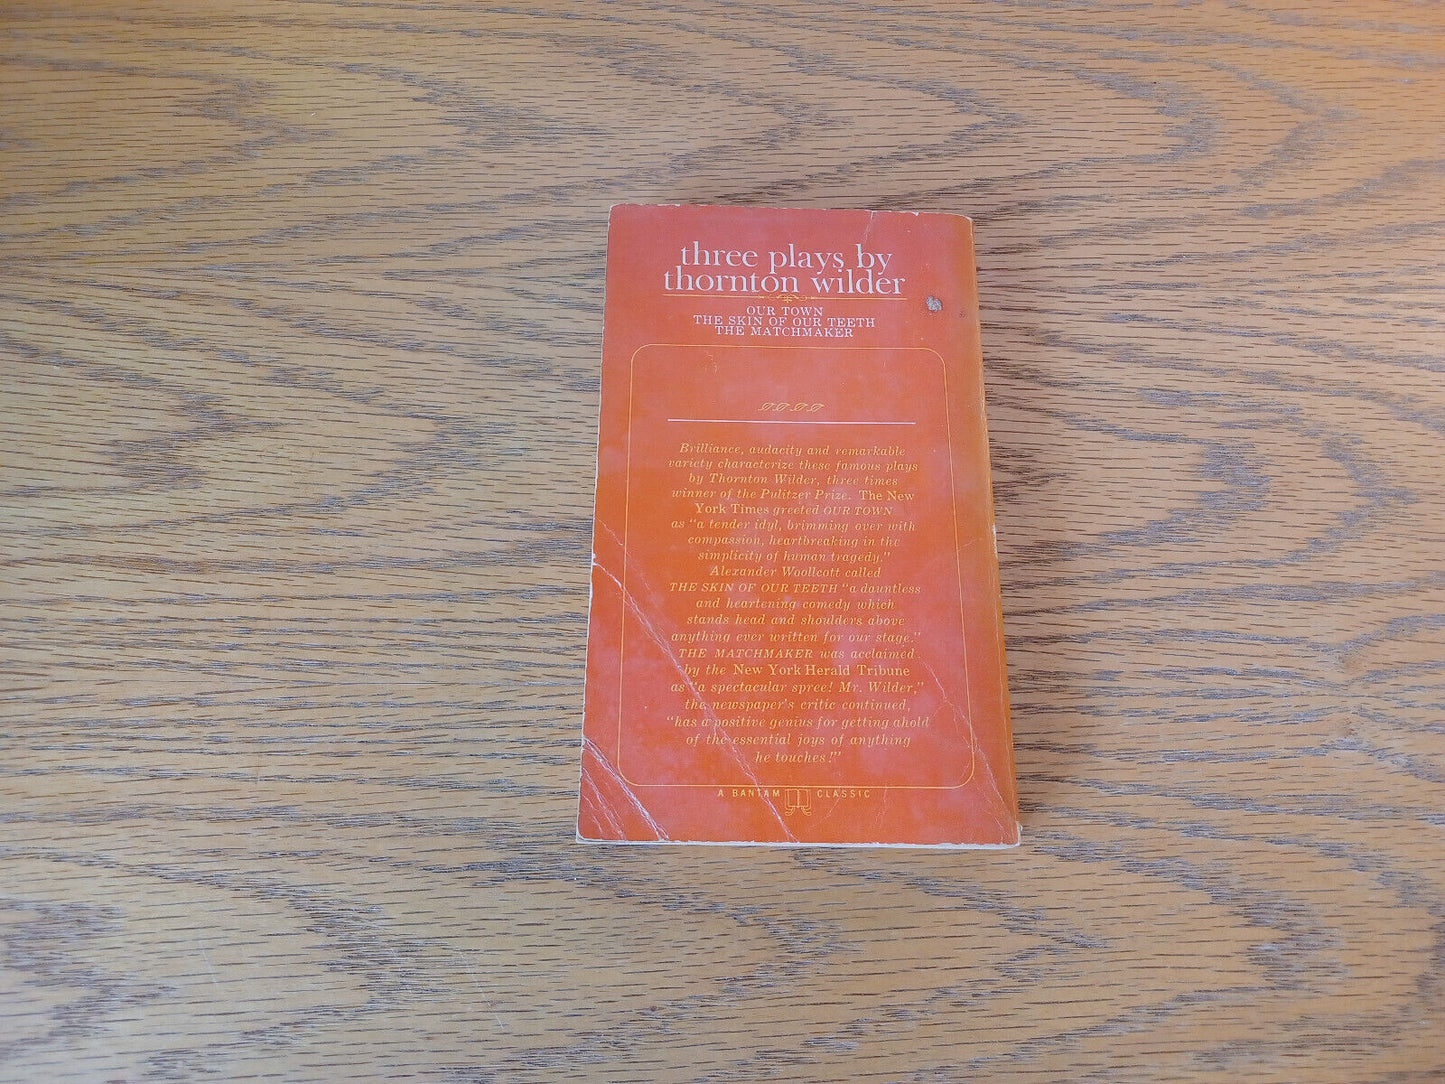 three plays by
thornton wilder
OUR TOWN
THE SKIN OF OUR TEETH
THE MATCHMAKER
Brilliance, audacity and remarkable
variety characterize these famous plays
by Thornton Wilder, three times
winner of the Pulitzer Prize. The New
York Times greeted OUR TOWN
as "a tender idyl, brimming over with
compassion, heartbreaking in the
simplicity of human tragedy."
Alexander Woollcott called
THE SKIN OF OUR TEETH "a dauntless
and heartening comedy which
stands head and shoulders above
anything ever written for our stage."
THE MATCHMAKER was acclaimed
by the New York Herald Tribune
as "a spectacular spree! Mr. Wilder,"
the newspaper's critic continued,
"has a positive genius for getting ahold
of the essential joys of anything
he touches!"
A BANTAM CLASSIC